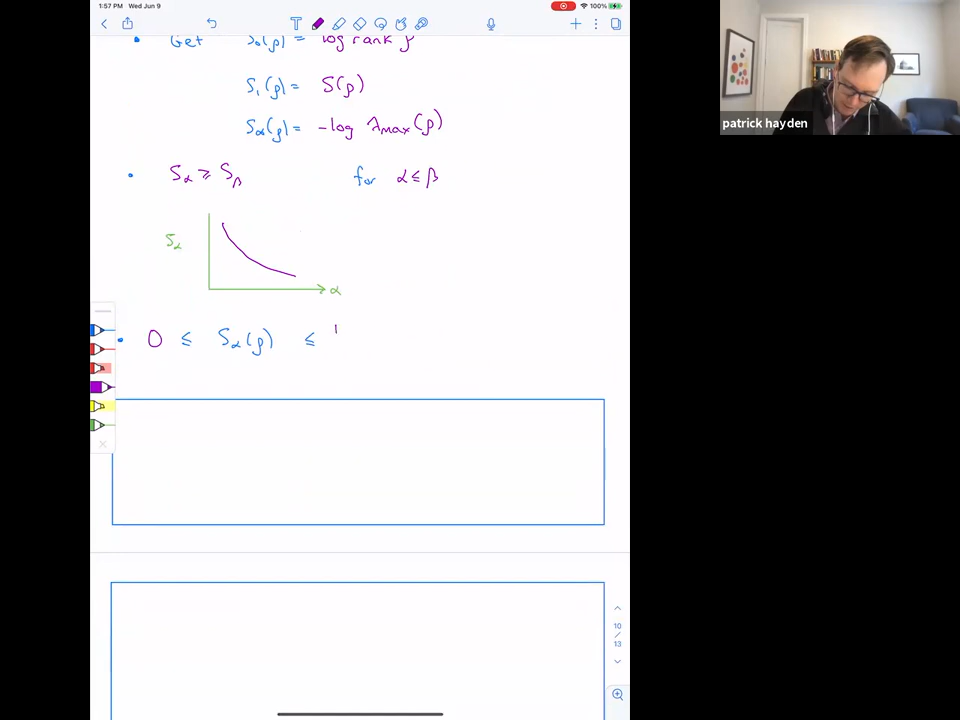 1:57 PM Wed Jun 9
100%
Get S₀(ρ) = log rank ρ
S₁(ρ) = S(ρ)
Sα(ρ) = -log λmax(ρ)
• Sα ≥ Sβ for α ≤ β
Sα
α
• 0 ≤ Sα(ρ) ≤
10
/
13
patrick hayden